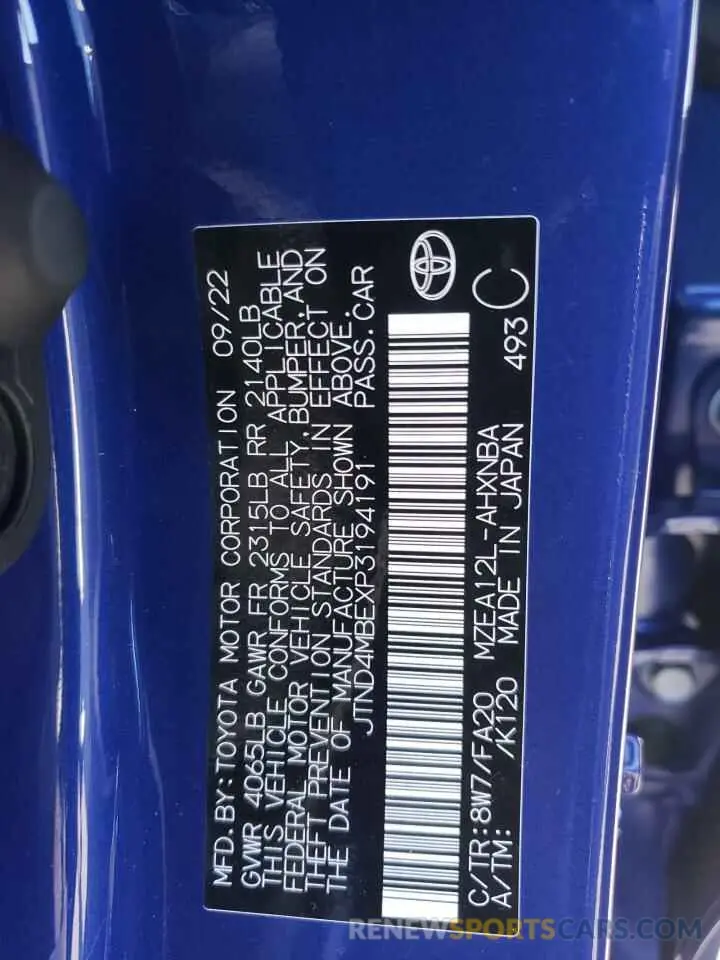 MFD.BY:TOYOTA MOTOR CORPORATION 09/22
GVWR 4065LB GAWR FR 2315LB RR 2140LB
THIS VEHICLE CONFORMS TO ALL APPLICABLE
FEDERAL MOTOR VEHICLE SAFETY,BUMPER,AND
THEFT PREVENTION STANDARDS IN EFFECT ON
THE DATE OF MANUFACTURE SHOWN ABOVE.
JTND4MBEXP3194191 PASS.CAR
C/TR:8W7/FA20 MZEA12L-AHXNBA 493 C
A/TM: /K120 MADE IN JAPAN
RENEWSPORTSCARS.COM